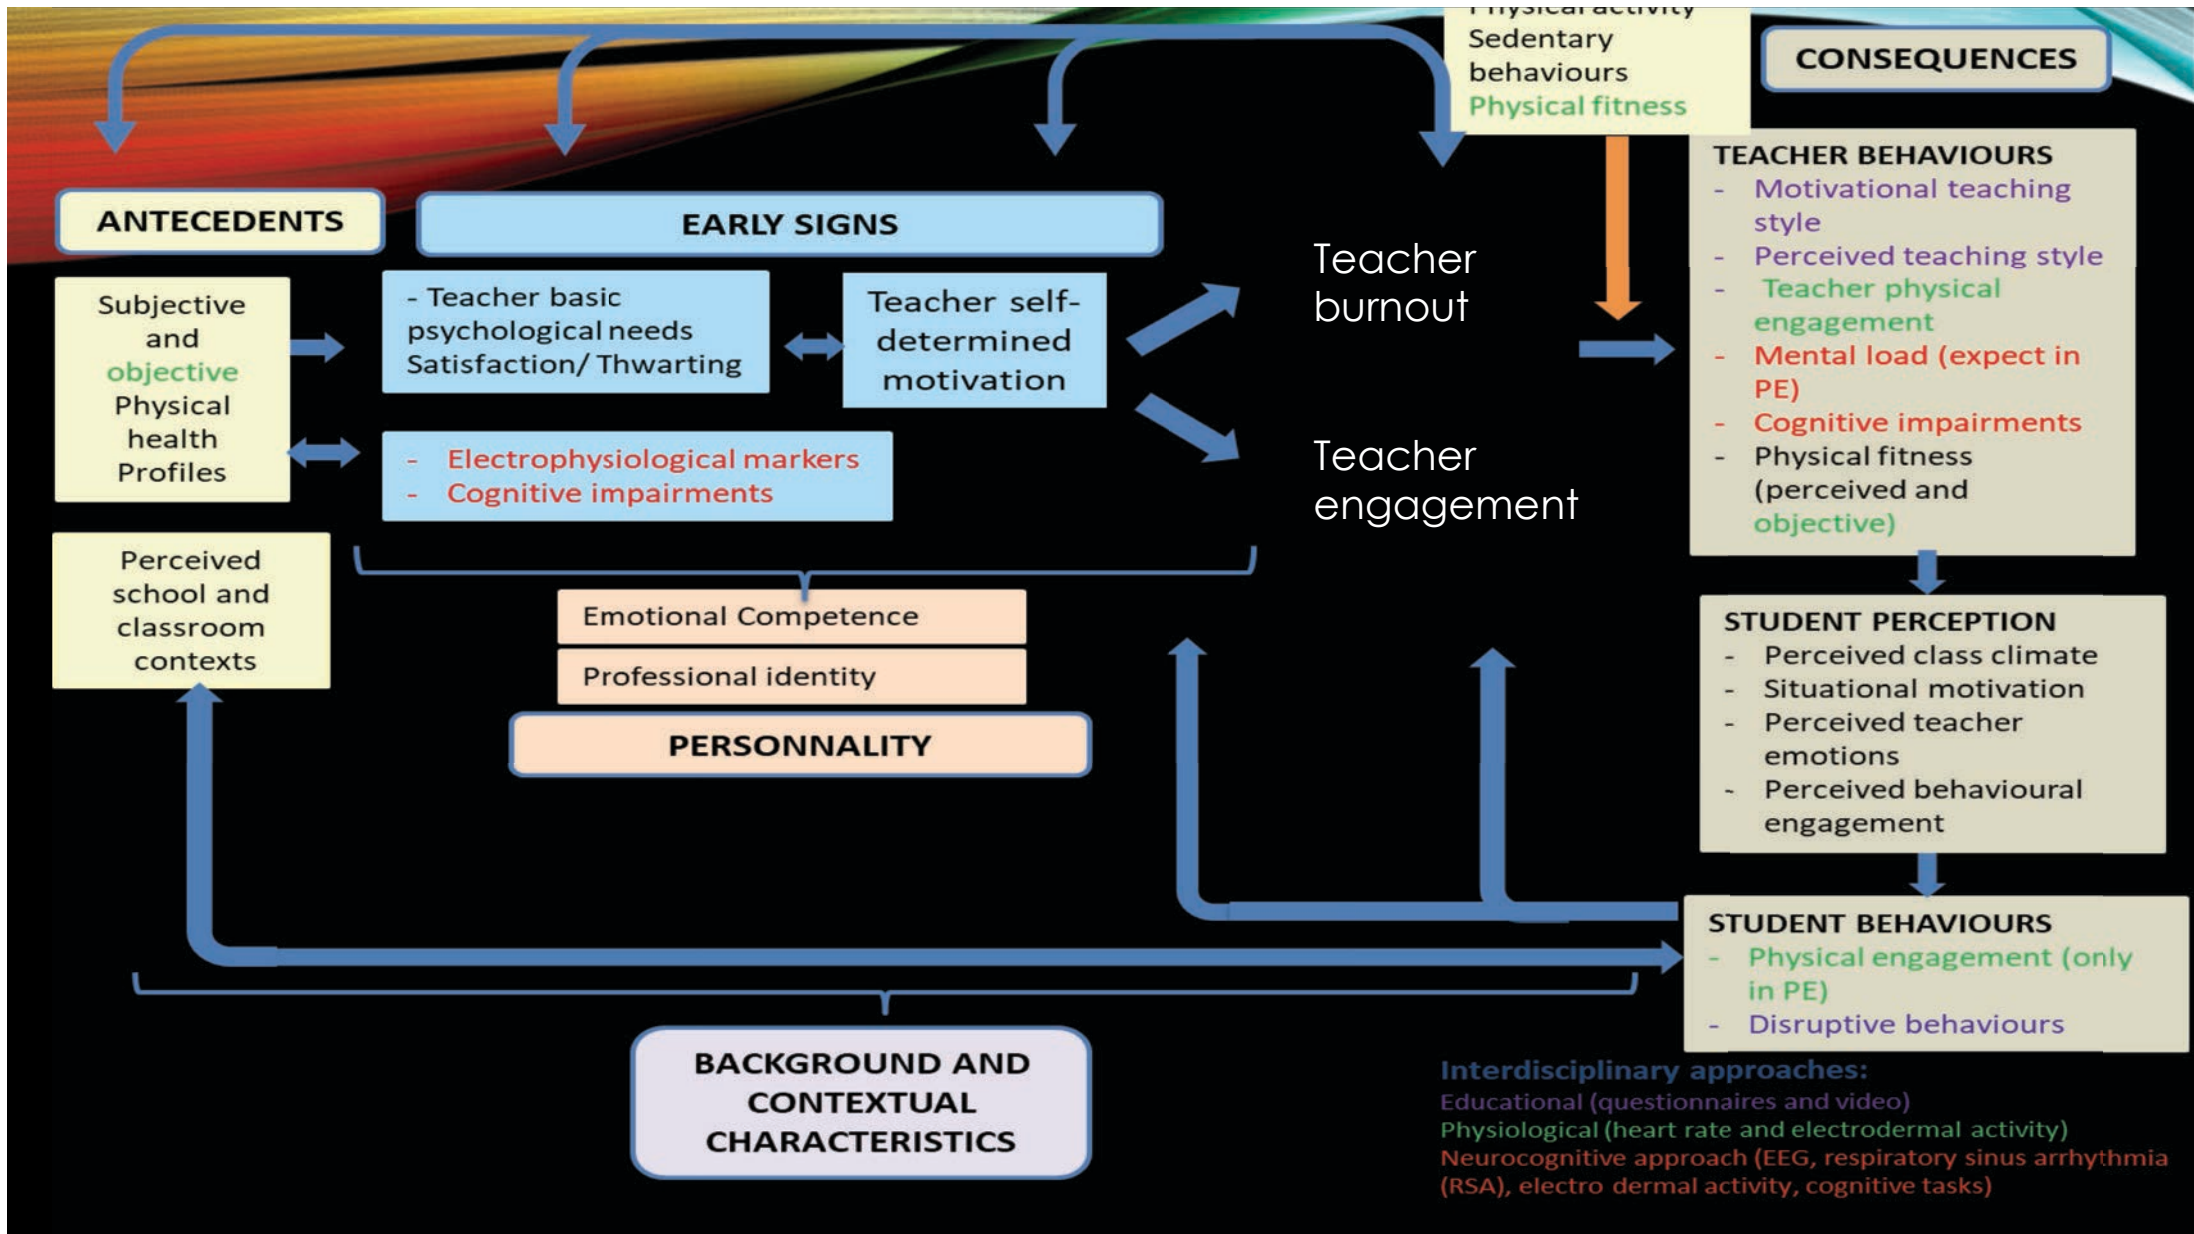 Physical activity
Sedentary
behaviours
Physical fitness
CONSEQUENCES
ANTECEDENTS
EARLY SIGNS
Subjective
and
objective
Physical
health
Profiles
Perceived
school and
classroom
contexts
- Teacher basic
psychological needs
Satisfaction/ Thwarting
Teacher self-
determined
motivation
- Electrophysiological markers
- Cognitive impairments
Emotional Competence
Professional identity
PERSONNALITY
Teacher
burnout
Teacher
engagement
TEACHER BEHAVIOURS
- Motivational teaching
style
- Perceived teaching style
- Teacher physical
engagement
- Mental load (expect in
PE)
- Cognitive impairments
- Physical fitness
(perceived and
objective)
STUDENT PERCEPTION
- Perceived class climate
- Situational motivation
- Perceived teacher
emotions
- Perceived behavioural
engagement
STUDENT BEHAVIOURS
- Physical engagement (only
in PE)
- Disruptive behaviours
BACKGROUND AND
CONTEXTUAL
CHARACTERISTICS
Interdisciplinary approaches:
Educational (questionnaires and video)
Physiological (heart rate and electrodermal activity)
Neurocognitive approach (EEG, respiratory sinus arrhythmia
(RSA), electro dermal activity, cognitive tasks)